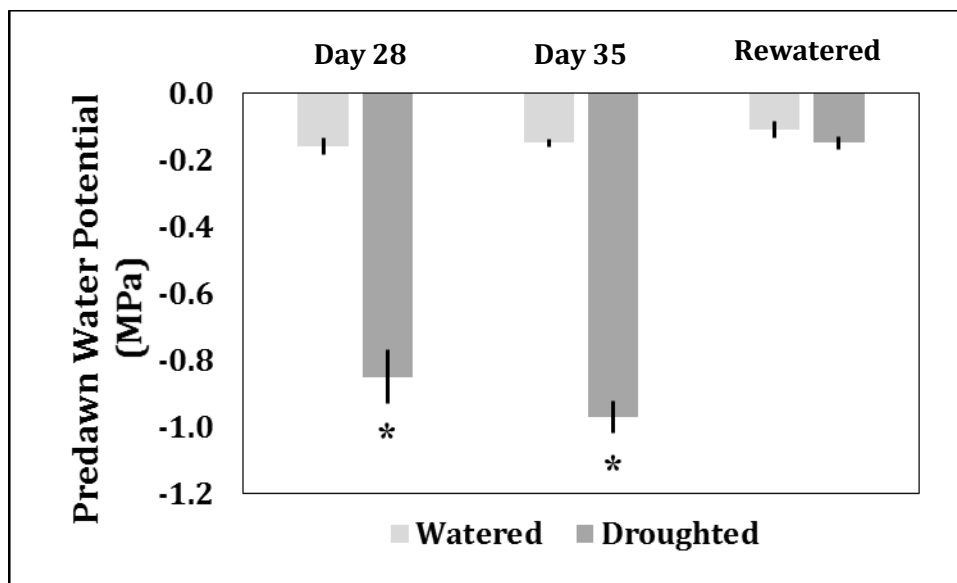 Day 28 Day 35 Rewatered
Predawn Water Potential
(MPa)
0.0
-0.2
-0.4
-0.6
-0.8
-1.0
-1.2
*
*
Watered Droughted